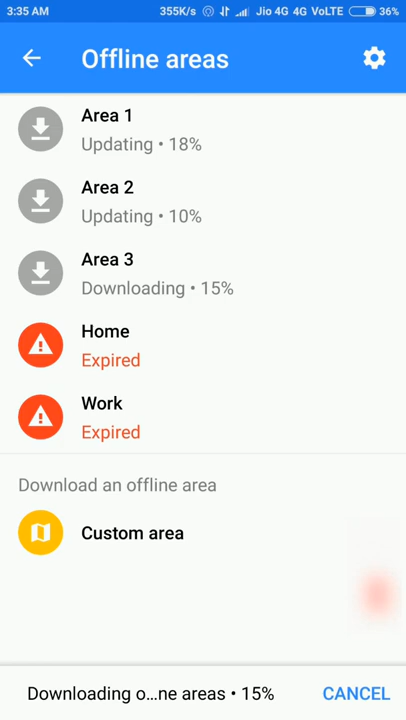 3:35 AM 355K/s Jio 4G 4G VoLTE 36%
Offline areas
Area 1
Updating • 18%
Area 2
Updating • 10%
Area 3
Downloading • 15%
Home
Expired
Work
Expired
Download an offline area
Custom area
Downloading o...ne areas • 15% CANCEL